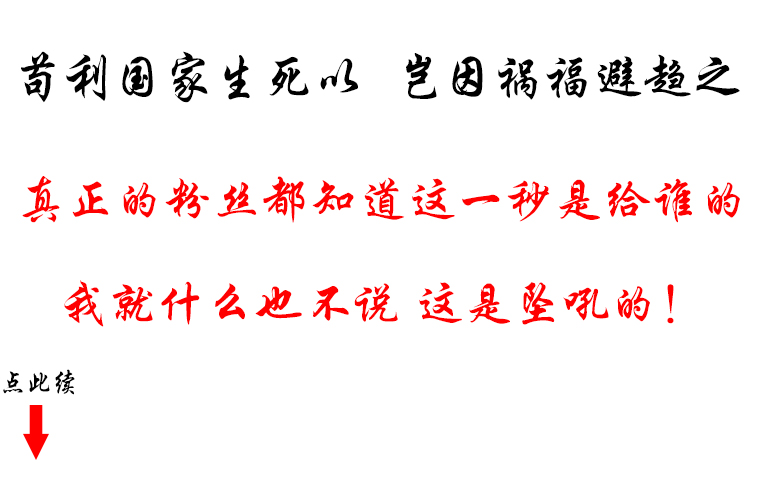 苟利国家生死以 岂因祸福避趋之
真正的粉丝都知道这一秒是给谁的
我就什么也不说 这是坠吼的！
点此续